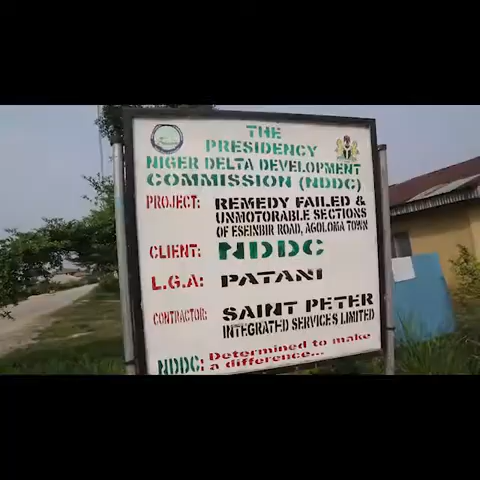 THE
PRESIDENCY
NIGER DELTA DEVELOPMENT
COMMISSION (NDDC)
PROJECT: REMEDY FAILED &
UNMOTORABLE SECTIONS
OF ESEINBIR ROAD, AGOLOMA TOWN
CLIENT: NDDC
L.G.A: PATANI
CONTRACTOR: SAINT PETER
INTEGRATED SERVICES LIMITED
NDDC: Determined to make
a difference...